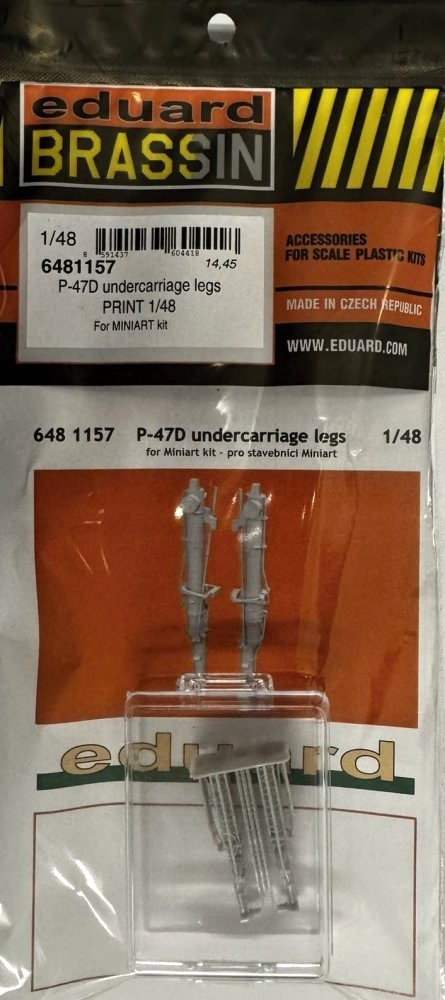 eduard
BRASSIN
1/48
8 591437 604418
6481157
14,45
P-47D undercarriage legs
PRINT 1/48
For MINIART kit
ACCESSORIES
FOR SCALE PLASTIC KITS
MADE IN CZECH REPUBLIC
WWW.EDUARD.COM
648 1157 P-47D undercarriage legs 1/48
for Miniart kit - pro stavebnici Miniart
eduard